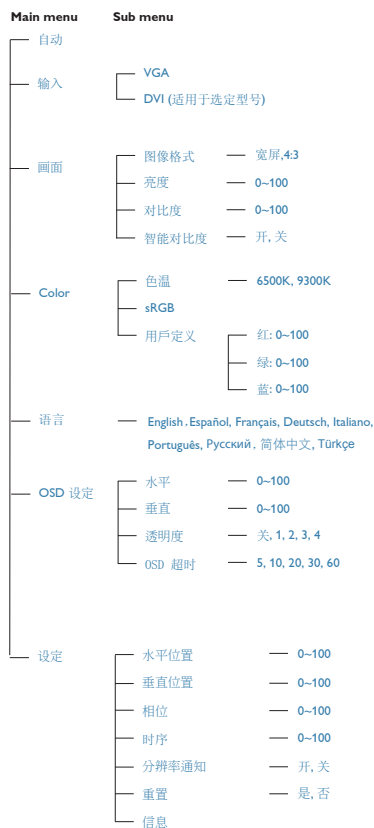 Main menu Sub menu
自动
输入
VGA
DVI (适用于选定型号)
画面
图像格式 宽屏,4:3
亮度 0~100
对比度 0~100
智能对比度 开, 关
Color
色温 6500K, 9300K
sRGB
用戶定义 红: 0~100
绿: 0~100
蓝: 0~100
语言 English , Español, Français, Deutsch, Italiano,
Português, Русский , 简体中文, Türkçe
OSD 设定
水平 0~100
垂直 0~100
透明度 关, 1, 2, 3, 4
OSD 超时 5, 10, 20, 30, 60
设定
水平位置 0~100
垂直位置 0~100
相位 0~100
时序 0~100
分辨率通知 开, 关
重置 是, 否
信息